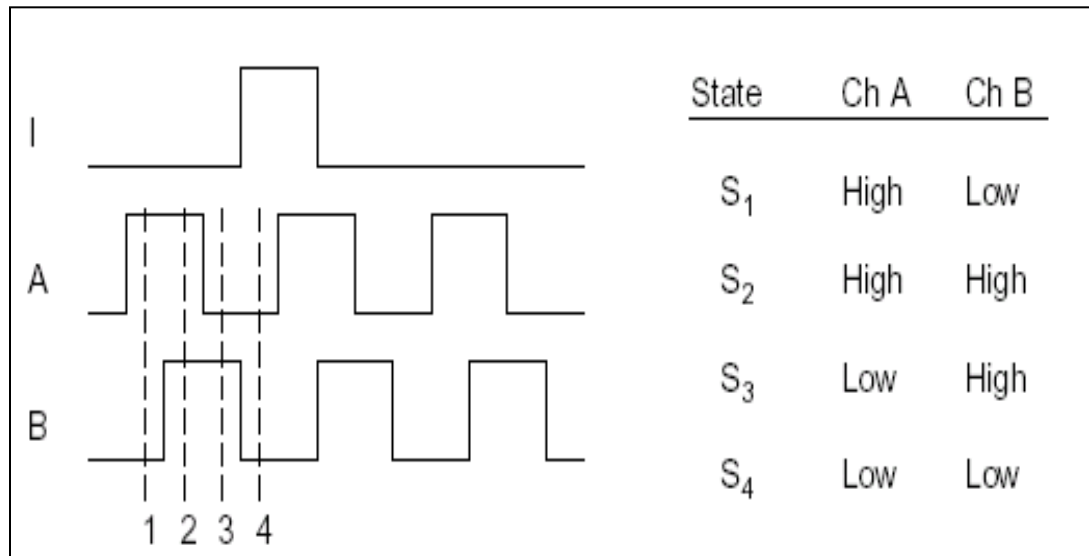 I
A
B
1 2 3 4
State Ch A Ch B
S1 High Low
S2 High High
S3 Low High
S4 Low Low